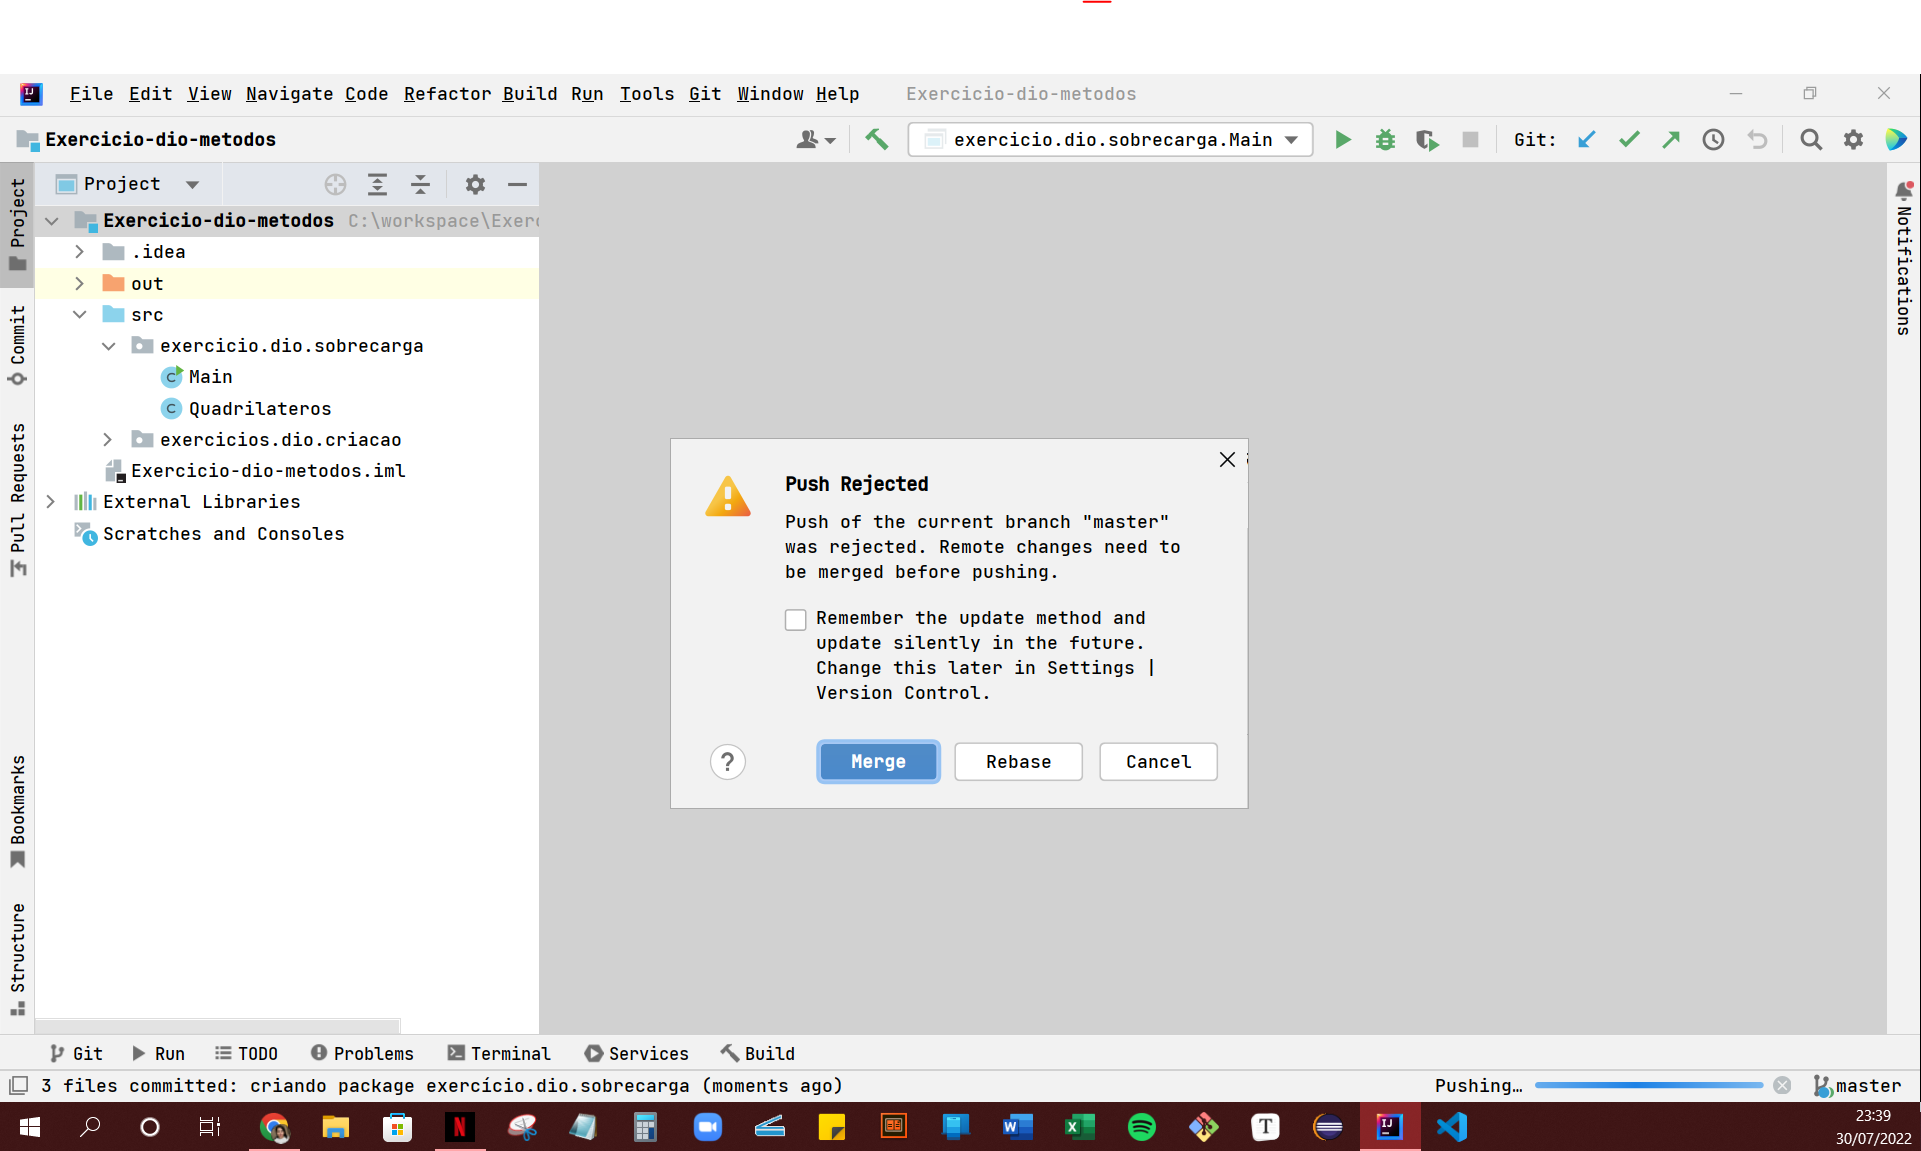 File Edit View Navigate Code Refactor Build Run Tools Git Window Help Exercicio-dio-metodos
Exercicio-dio-metodos
exercicio.dio.sobrecarga.Main
Git:
Project
Exercicio-dio-metodos C:\workspace\Exerc
.idea
out
src
exercicio.dio.sobrecarga
Main
Quadrilateros
exercicios.dio.criacao
Exercicio-dio-metodos.iml
External Libraries
Scratches and Consoles
Project
Commit
Pull Requests
Bookmarks
Structure
Notifications
Push Rejected
Push of the current branch "master"
was rejected. Remote changes need to
be merged before pushing.
Remember the update method and
update silently in the future.
Change this later in Settings |
Version Control.
? Merge Rebase Cancel
Git Run TODO Problems Terminal Services Build
3 files committed: criando package exercício.dio.sobrecarga (moments ago) Pushing… master
23:39
30/07/2022